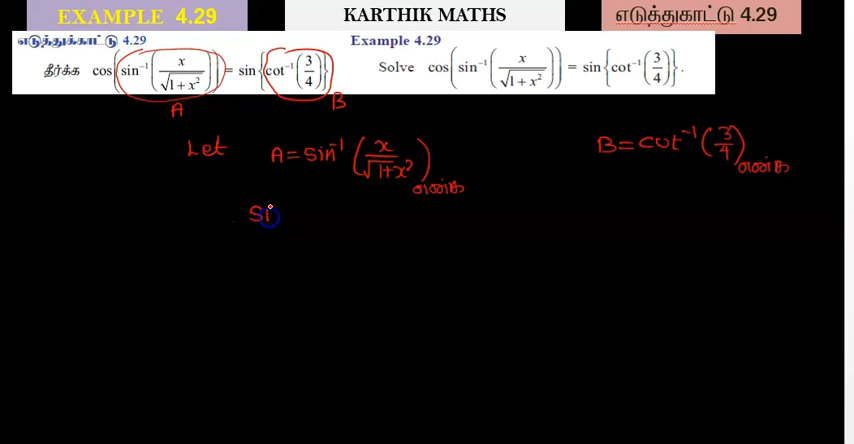 EXAMPLE 4.29
KARTHIK MATHS
எடுத்துகாட்டு 4.29
எடுத்துக்காட்டு 4.29
தீர்க்க cos(sin⁻¹(x/√(1+x²))) = sin{cot⁻¹(3/4)}
A
B
Example 4.29
Solve cos(sin⁻¹(x/√(1+x²))) = sin{cot⁻¹(3/4)}.
Let A = Sin⁻¹(x/√(1+x²)) என்க
B = cot⁻¹(3/4) என்க
Si